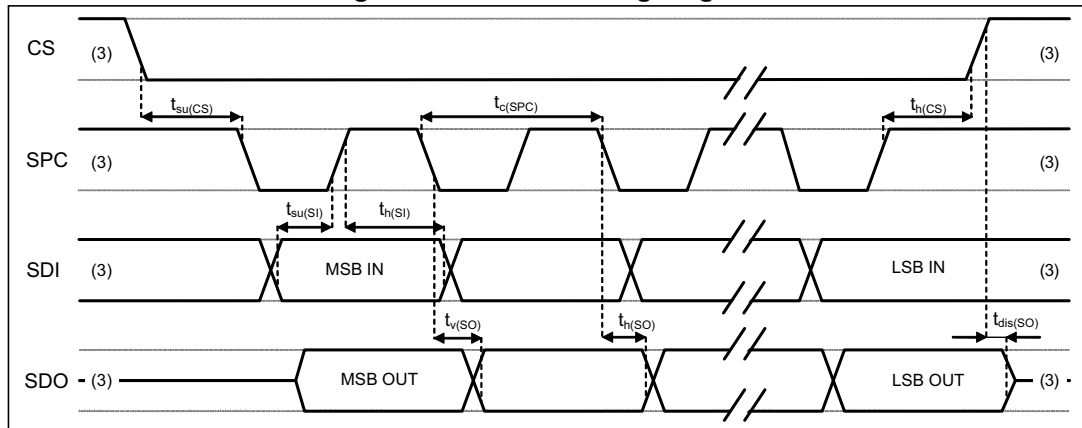 CS (3) (3)
t_su(CS) t_c(SPC) t_h(CS)
SPC (3) (3)
t_su(SI) t_h(SI)
SDI (3) MSB IN LSB IN (3)
t_v(SO) t_h(SO) t_dis(SO)
SDO (3) MSB OUT LSB OUT (3)